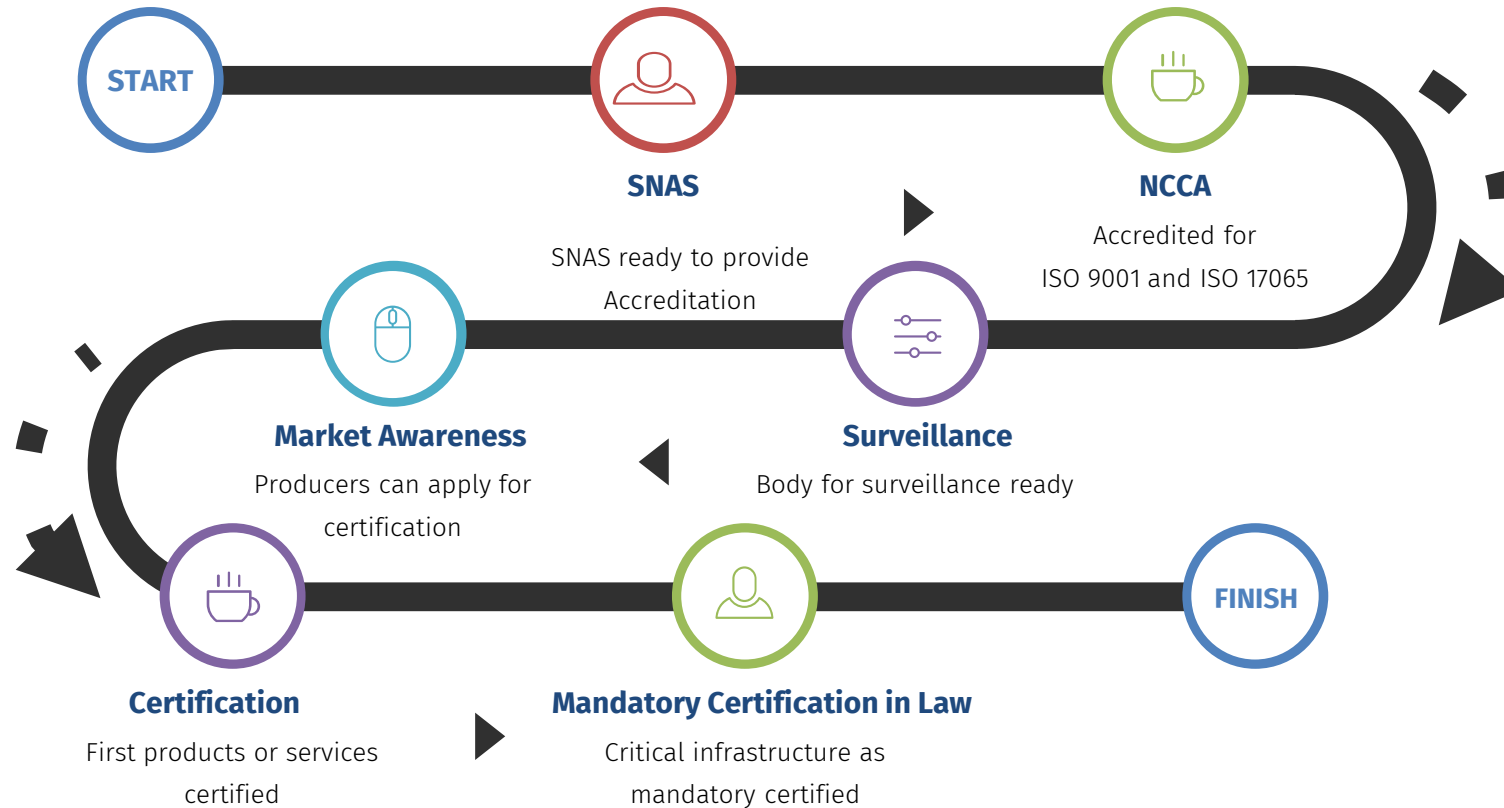 START
SNAS
SNAS ready to provide
Accreditation
NCCA
Accredited for
ISO 9001 and ISO 17065
Surveillance
Body for surveillance ready
Market Awareness
Producers can apply for
certification
Certification
First products or services
certified
Mandatory Certification in Law
Critical infrastructure as
mandatory certified
FINISH